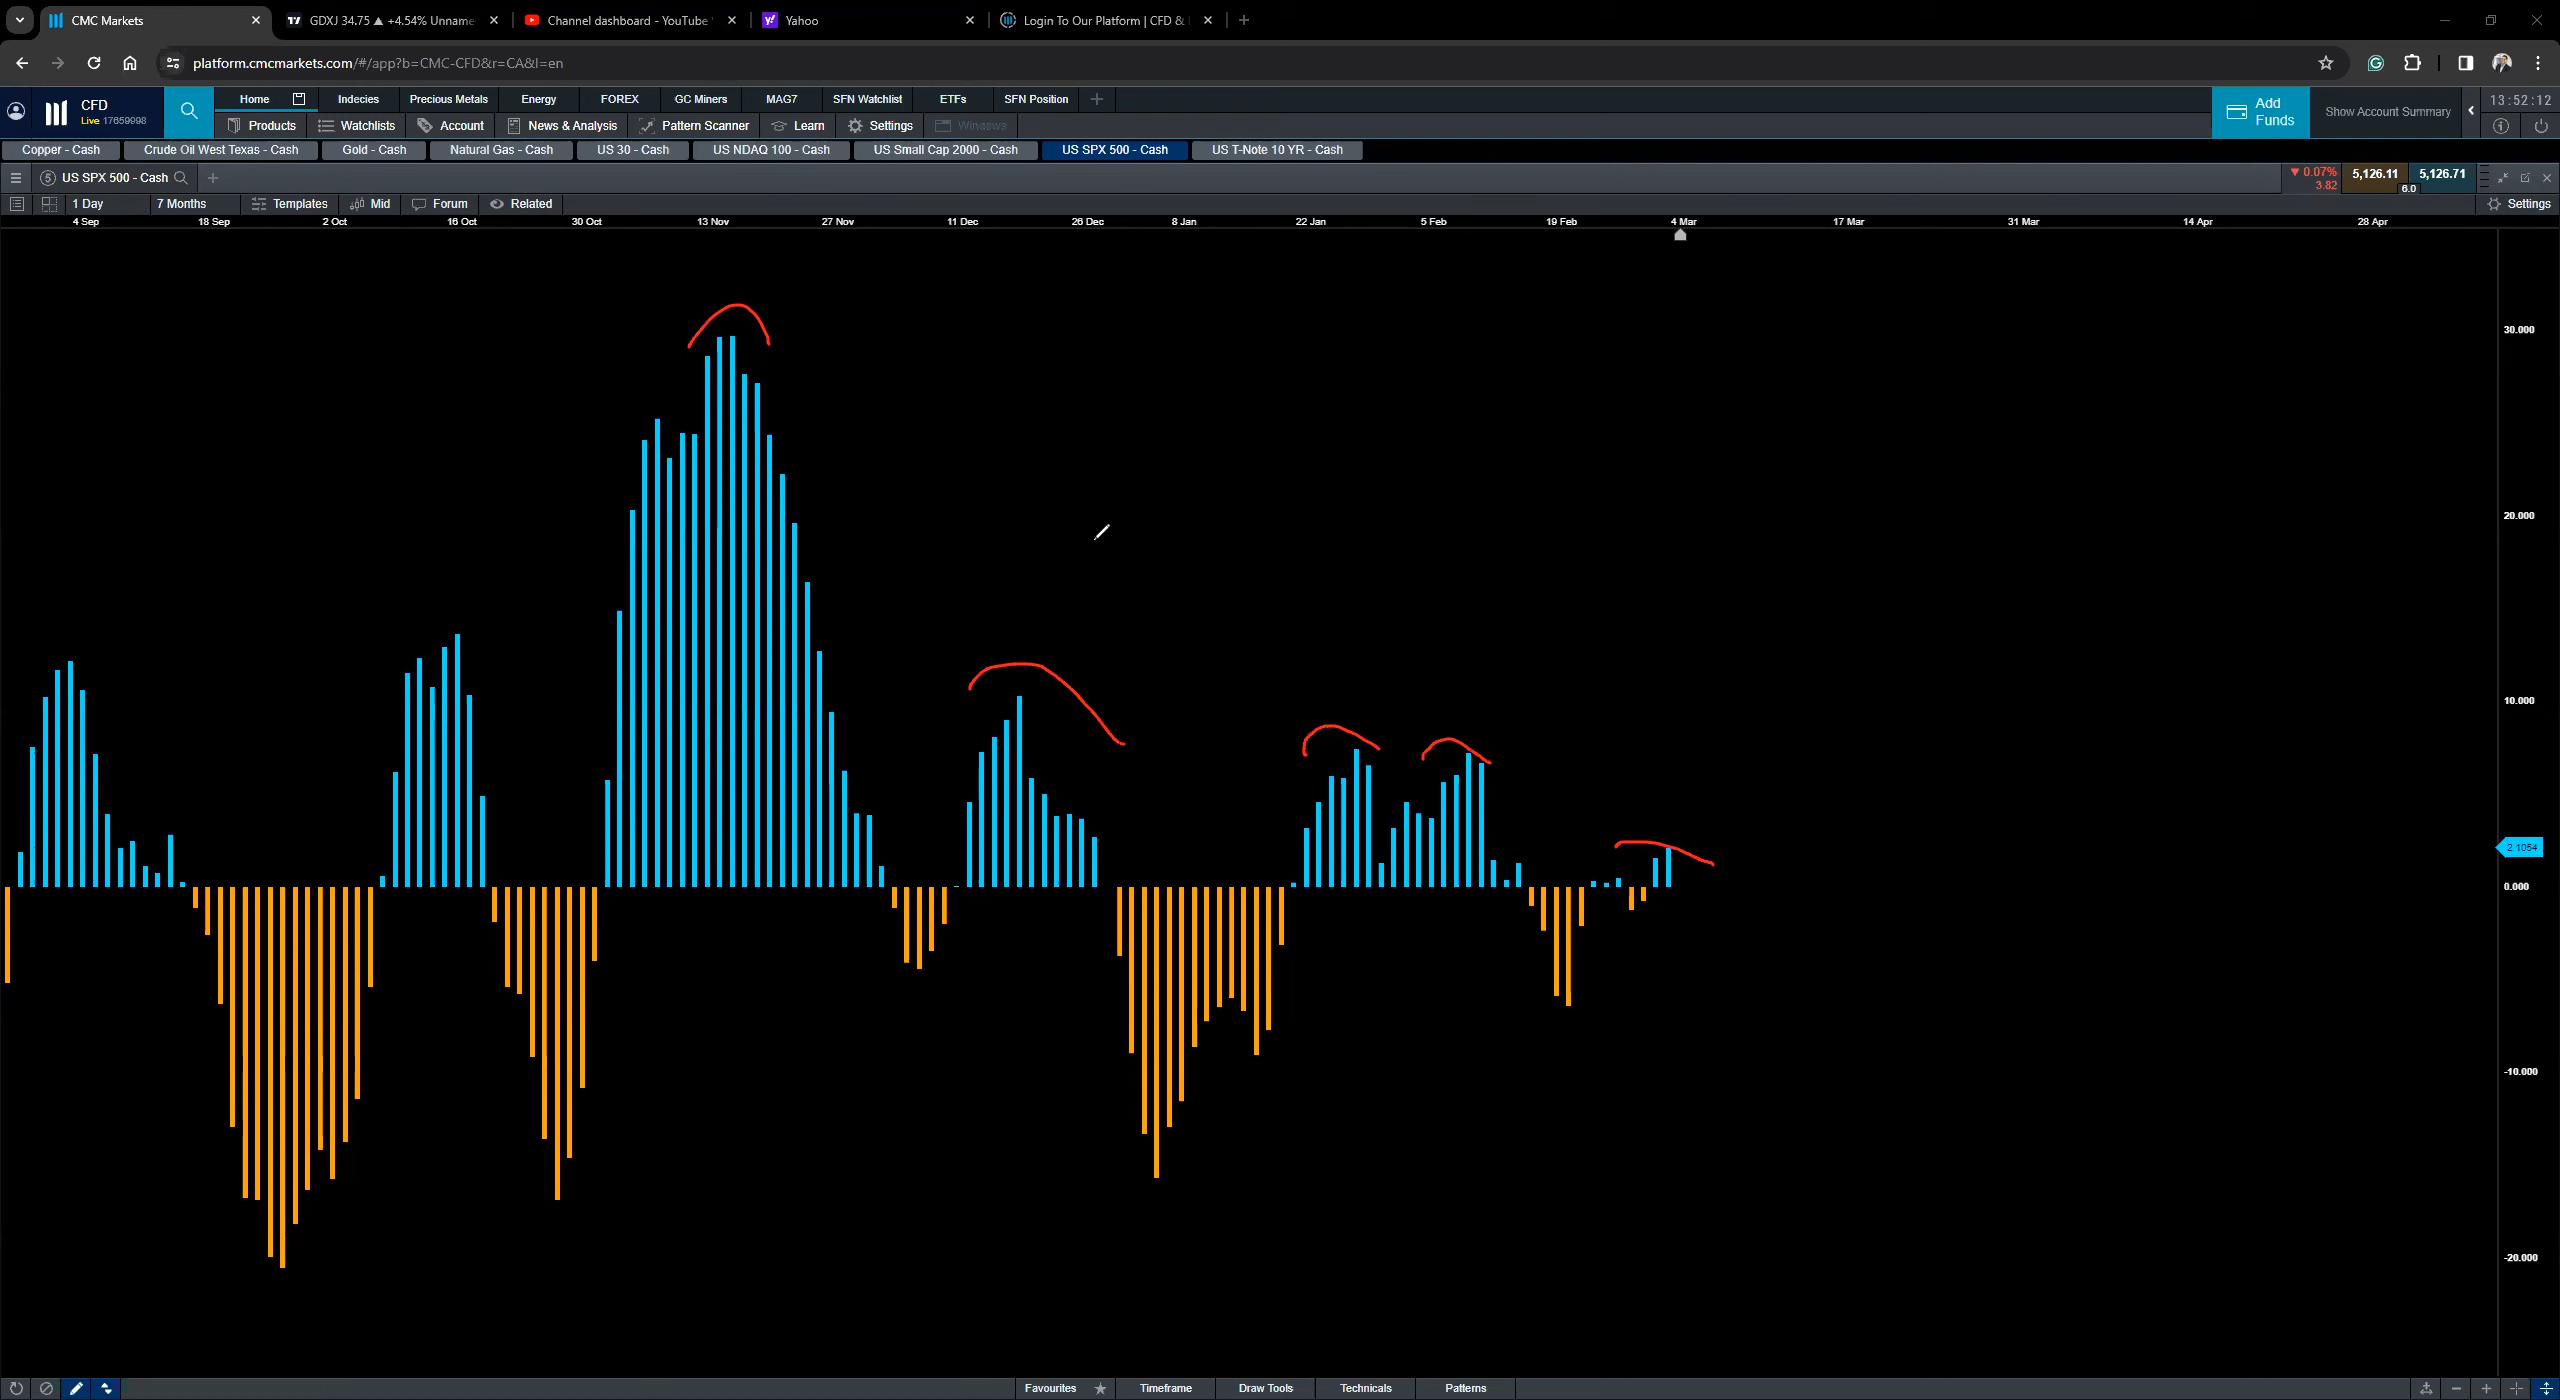 CMC Markets
GDXJ 34.75 ▲ +4.54% Unname
Channel dashboard - YouTube
Yahoo
Login To Our Platform | CFD &
platform.cmcmarkets.com/#/app?b=CMC-CFD&r=CA&l=en
CFD
Live 17659998
Home Indecies Precious Metals Energy FOREX GC Miners MAG7 SFN Watchlist ETFs SFN Position
Products Watchlists Account News & Analysis Pattern Scanner Learn Settings Windows
Add Funds
Show Account Summary
13:52:12
Copper - Cash Crude Oil West Texas - Cash Gold - Cash Natural Gas - Cash US 30 - Cash US NDAQ 100 - Cash US Small Cap 2000 - Cash US SPX 500 - Cash US T-Note 10 YR - Cash
5 US SPX 500 - Cash
▼ 0.07%
3.82
5,126.11 5,126.71
6.0
1 Day 7 Months Templates Mid Forum Related Settings
4 Sep 18 Sep 2 Oct 16 Oct 30 Oct 13 Nov 27 Nov 11 Dec 26 Dec 8 Jan 22 Jan 5 Feb 19 Feb 4 Mar 17 Mar 31 Mar 14 Apr 28 Apr
30.000
20.000
10.000
2.1054
0.000
-10.000
-20.000
Favourites Timeframe Draw Tools Technicals Patterns